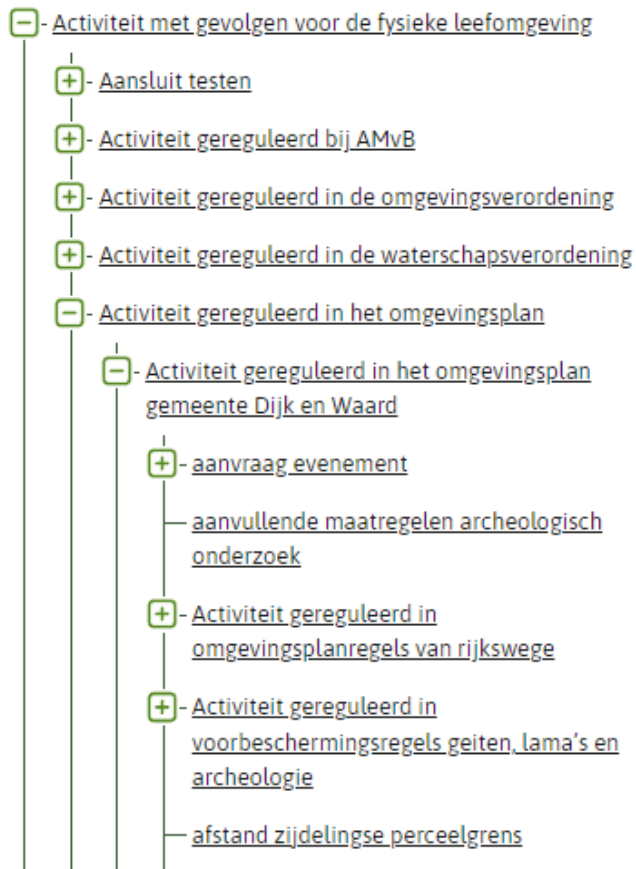 Activiteit met gevolgen voor de fysieke leefomgeving
Aansluit testen
Activiteit gereguleerd bij AMvB
Activiteit gereguleerd in de omgevingsverordening
Activiteit gereguleerd in de waterschapsverordening
Activiteit gereguleerd in het omgevingsplan
Activiteit gereguleerd in het omgevingsplan
gemeente Dijk en Waard
aanvraag evenement
aanvullende maatregelen archeologisch
onderzoek
Activiteit gereguleerd in
omgevingsplanregels van rijkswege
Activiteit gereguleerd in
voorbeschermingsregels geiten, lama's en
archeologie
afstand zijdelingse perceelgrens